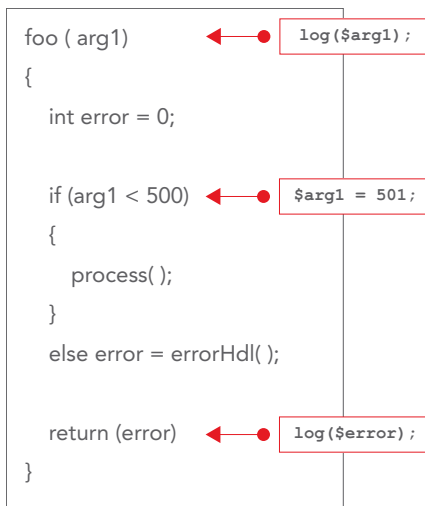 foo ( arg1)
log($arg1);
{
int error = 0;
if (arg1 < 500)
$arg1 = 501;
{
process( );
}
else error = errorHdl( );
return (error)
log($error);
}